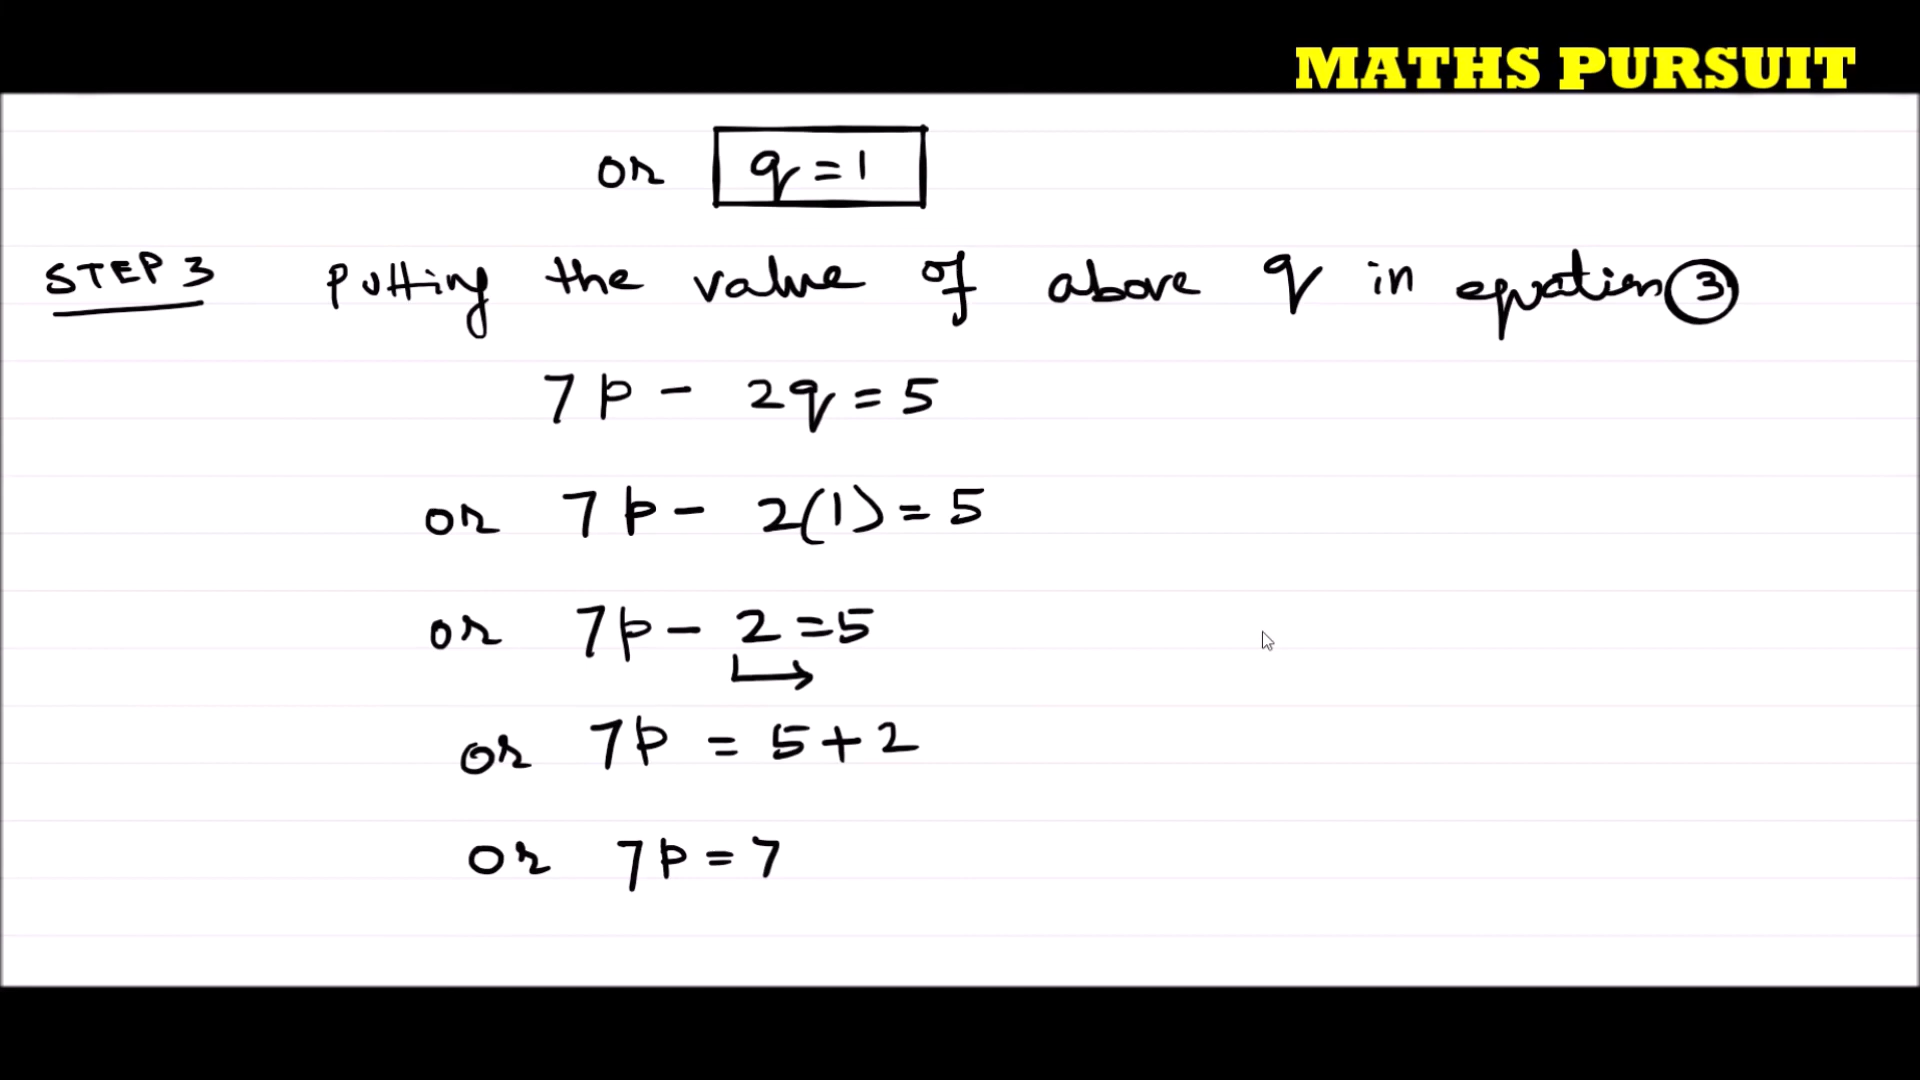 MATHS PURSUIT
or q = 1
STEP 3 Putting the value of above q in equation ③
7p - 2q = 5
or 7p - 2(1) = 5
or 7p - 2 = 5
or 7p = 5 + 2
or 7p = 7